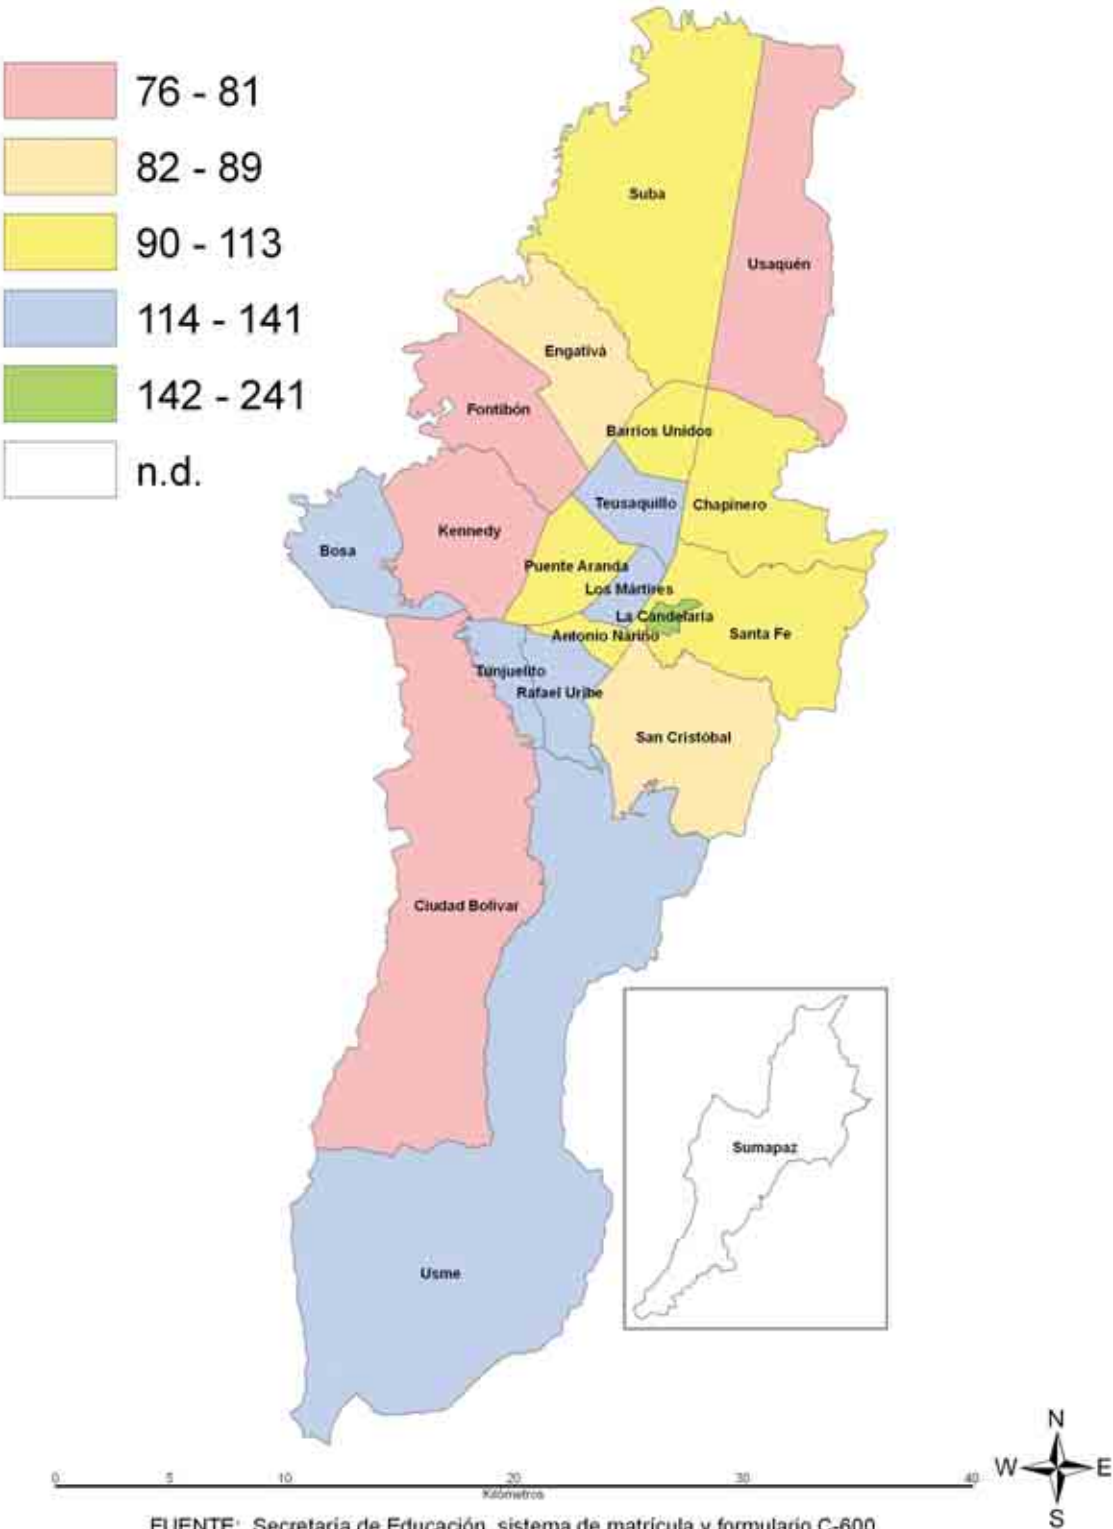 76 - 81
82 - 89
90 - 113
114 - 141
142 - 241
n.d.
Suba
Usaquén
Engativá
Fontibón
Barrios Unidos
Teusaquillo
Chapinero
Kennedy
Bosa
Puente Aranda
Los Mártires
La Candelaria
Antonio Nariño
Santa Fe
Tunjuelito
Rafael Uribe
San Cristóbal
Ciudad Bolívar
Sumapaz
Usme
N
W E
S
0 5 10 20 30 40
Kilómetros
FUENTE: Secretaría de Educación, sistema de matrícula y formulario C-600